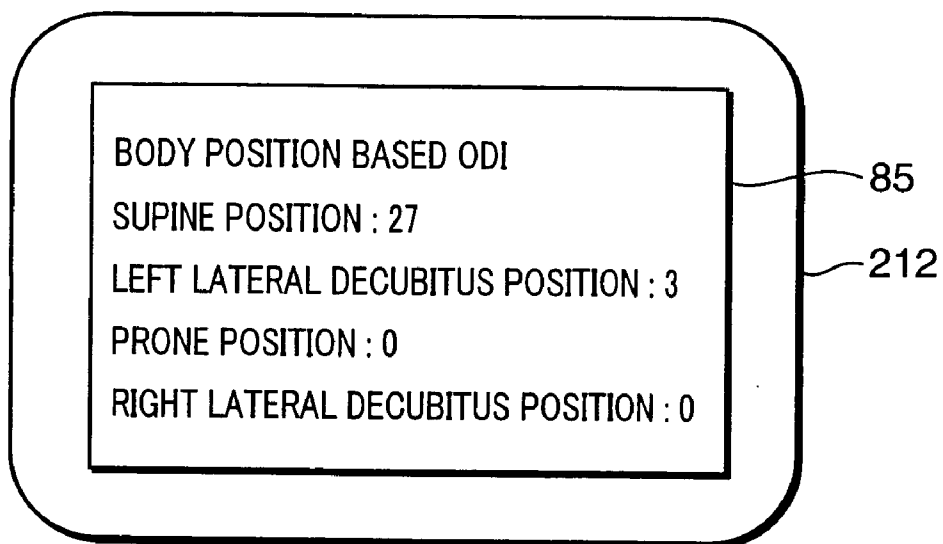 BODY POSITION BASED ODI
SUPINE POSITION : 27
LEFT LATERAL DECUBITUS POSITION : 3
PRONE POSITION : 0
RIGHT LATERAL DECUBITUS POSITION : 0
85
212